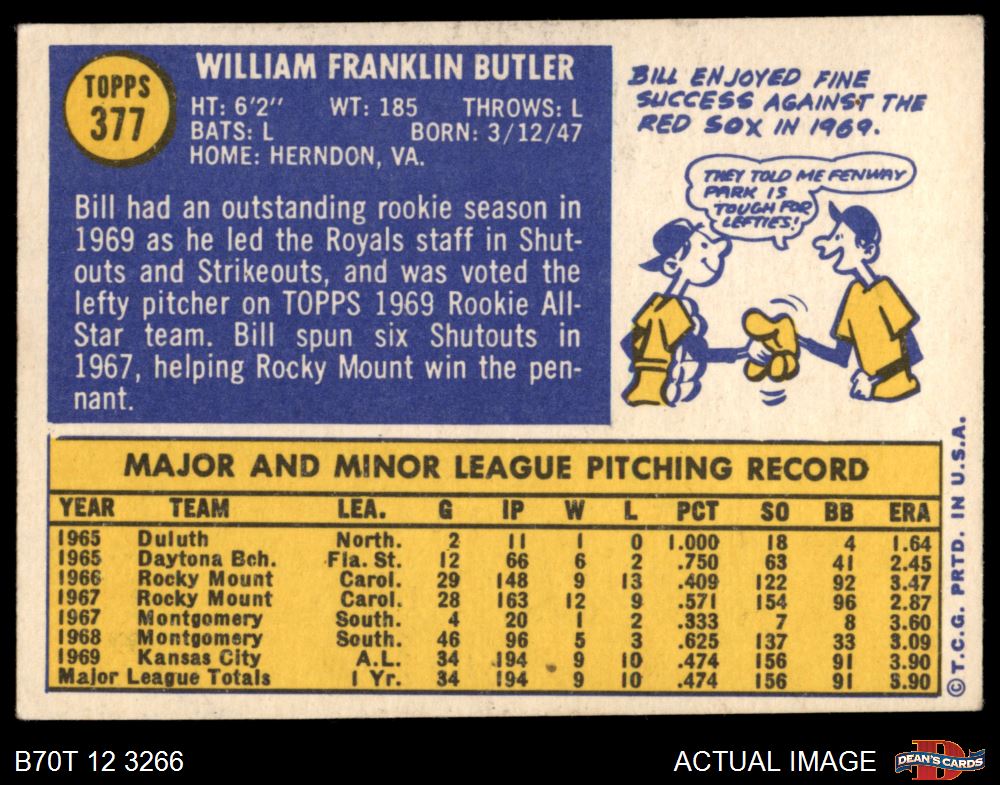 TOPPS
377
WILLIAM FRANKLIN BUTLER
HT: 6'2" WT: 185 THROWS: L
BATS: L BORN: 3/12/47
HOME: HERNDON, VA.
Bill had an outstanding rookie season in
1969 as he led the Royals staff in Shut-
outs and Strikeouts, and was voted the
lefty pitcher on TOPPS 1969 Rookie All-
Star team. Bill spun six Shutouts in
1967, helping Rocky Mount win the pen-
nant.
BILL ENJOYED FINE
SUCCESS AGAINST THE
RED SOX IN 1969.
THEY TOLD ME FENWAY
PARK IS
TOUGH FOR
LEFTIES!
MAJOR AND MINOR LEAGUE PITCHING RECORD
YEAR TEAM LEA. G IP W L PCT SO BB ERA
1965 Duluth North. 2 11 1 0 1.000 18 4 1.64
1965 Daytona Bch. Fla. St. 12 66 6 2 .750 63 41 2.45
1966 Rocky Mount Carol. 29 148 9 13 .409 122 92 3.47
1967 Rocky Mount Carol. 28 163 12 9 .571 154 96 2.87
1967 Montgomery South. 4 20 1 2 .333 7 8 3.60
1968 Montgomery South. 46 96 5 3 .625 137 33 3.09
1969 Kansas City A.L. 34 194 9 10 .474 156 91 3.90
Major League Totals 1 Yr. 34 194 9 10 .474 156 91 3.90
© T.C.G. PRTD. IN U.S.A.
B70T 12 3266
ACTUAL IMAGE
D
DEAN'S CARDS